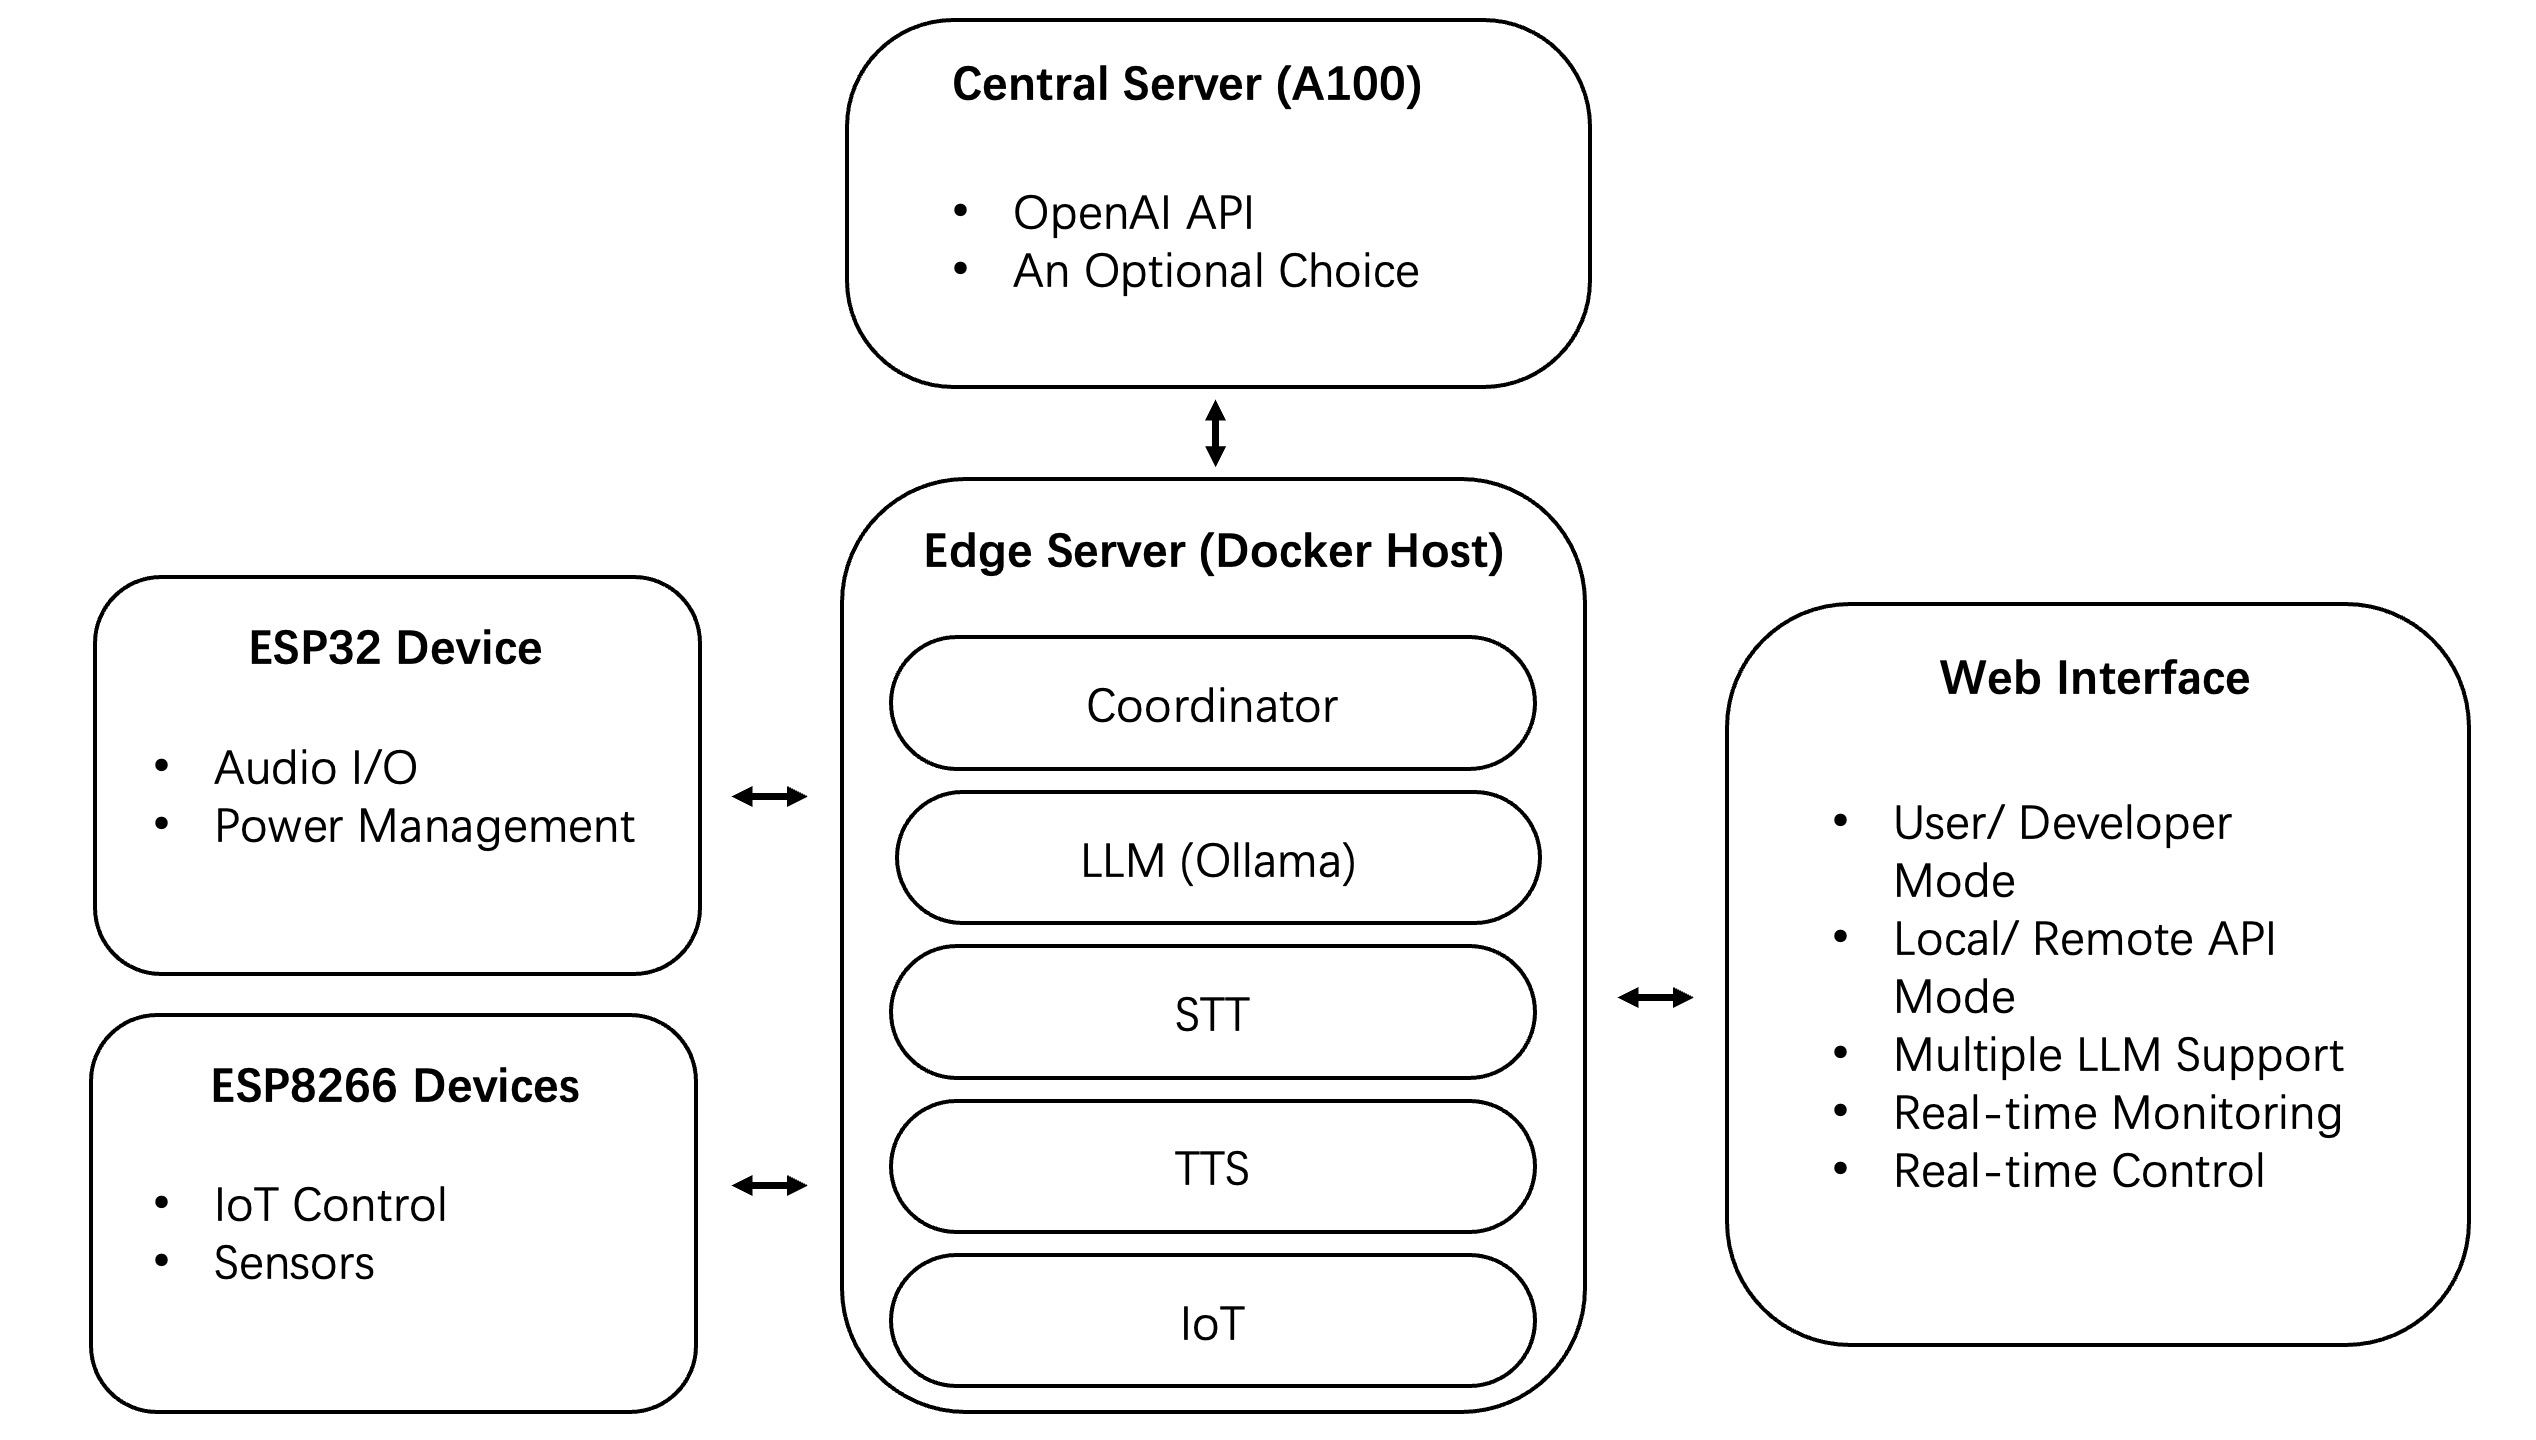 Central Server (A100)
• OpenAI API
• An Optional Choice
Edge Server (Docker Host)
Coordinator
LLM (Ollama)
STT
TTS
IoT
ESP32 Device
• Audio I/O
• Power Management
ESP8266 Devices
• IoT Control
• Sensors
Web Interface
• User/ Developer
Mode
• Local/ Remote API
Mode
• Multiple LLM Support
• Real-time Monitoring
• Real-time Control